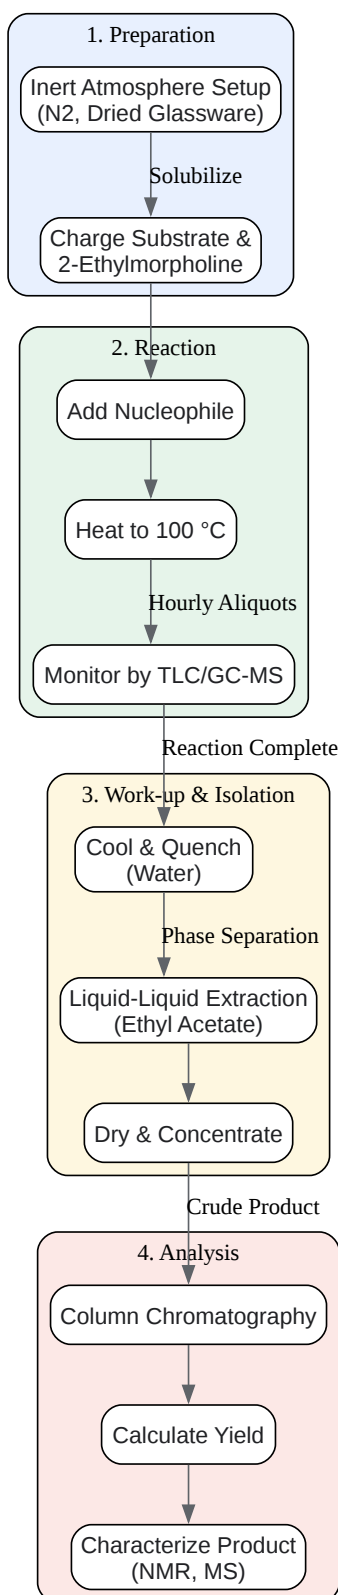 1. Preparation
Inert Atmosphere Setup
(N2, Dried Glassware)
Solubilize
Charge Substrate &
2-Ethylmorpholine
2. Reaction
Add Nucleophile
Heat to 100 °C
Hourly Aliquots
Monitor by TLC/GC-MS
Reaction Complete
3. Work-up & Isolation
Cool & Quench
(Water)
Phase Separation
Liquid-Liquid Extraction
(Ethyl Acetate)
Dry & Concentrate
Crude Product
4. Analysis
Column Chromatography
Calculate Yield
Characterize Product
(NMR, MS)